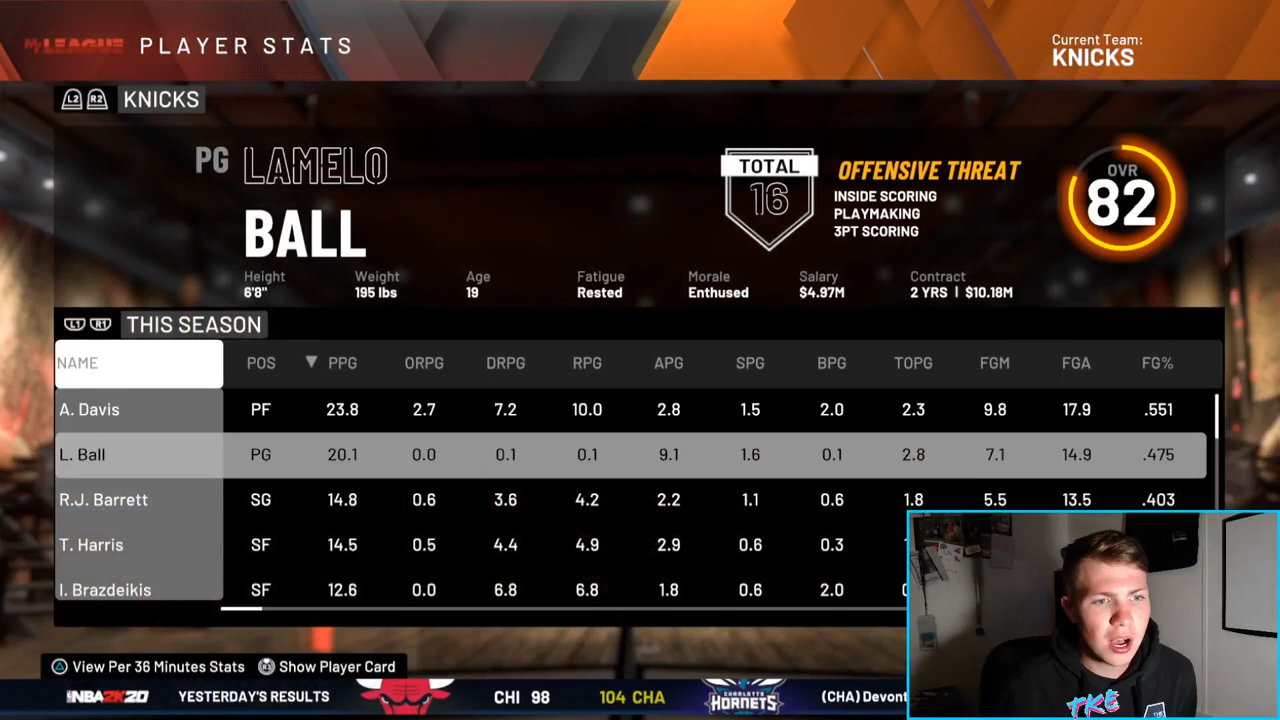 MyLEAGUE PLAYER STATS
Current Team:
KNICKS
L2 R2 KNICKS
PG LAMELO
BALL
TOTAL
16
OFFENSIVE THREAT
INSIDE SCORING
PLAYMAKING
3PT SCORING
OVR
82
Height Weight Age Fatigue Morale Salary Contract
6'8" 195 lbs 19 Rested Enthused $4.97M 2 YRS | $10.18M
L1 R1 THIS SEASON
NAME POS ▼ PPG ORPG DRPG RPG APG SPG BPG TOPG FGM FGA FG%
A. Davis PF 23.8 2.7 7.2 10.0 2.8 1.5 2.0 2.3 9.8 17.9 .551
L. Ball PG 20.1 0.0 0.1 0.1 9.1 1.6 0.1 2.8 7.1 14.9 .475
R.J. Barrett SG 14.8 0.6 3.6 4.2 2.2 1.1 0.6 1.8 5.5 13.5 .403
T. Harris SF 14.5 0.5 4.4 4.9 2.9 0.6 0.3
I. Brazdeikis SF 12.6 0.0 6.8 6.8 1.8 0.6 2.0
View Per 36 Minutes Stats R3 Show Player Card
NBA2K20 YESTERDAY'S RESULTS CHI 98 104 CHA CHARLOTTE HORNETS (CHA) Devont
TKE